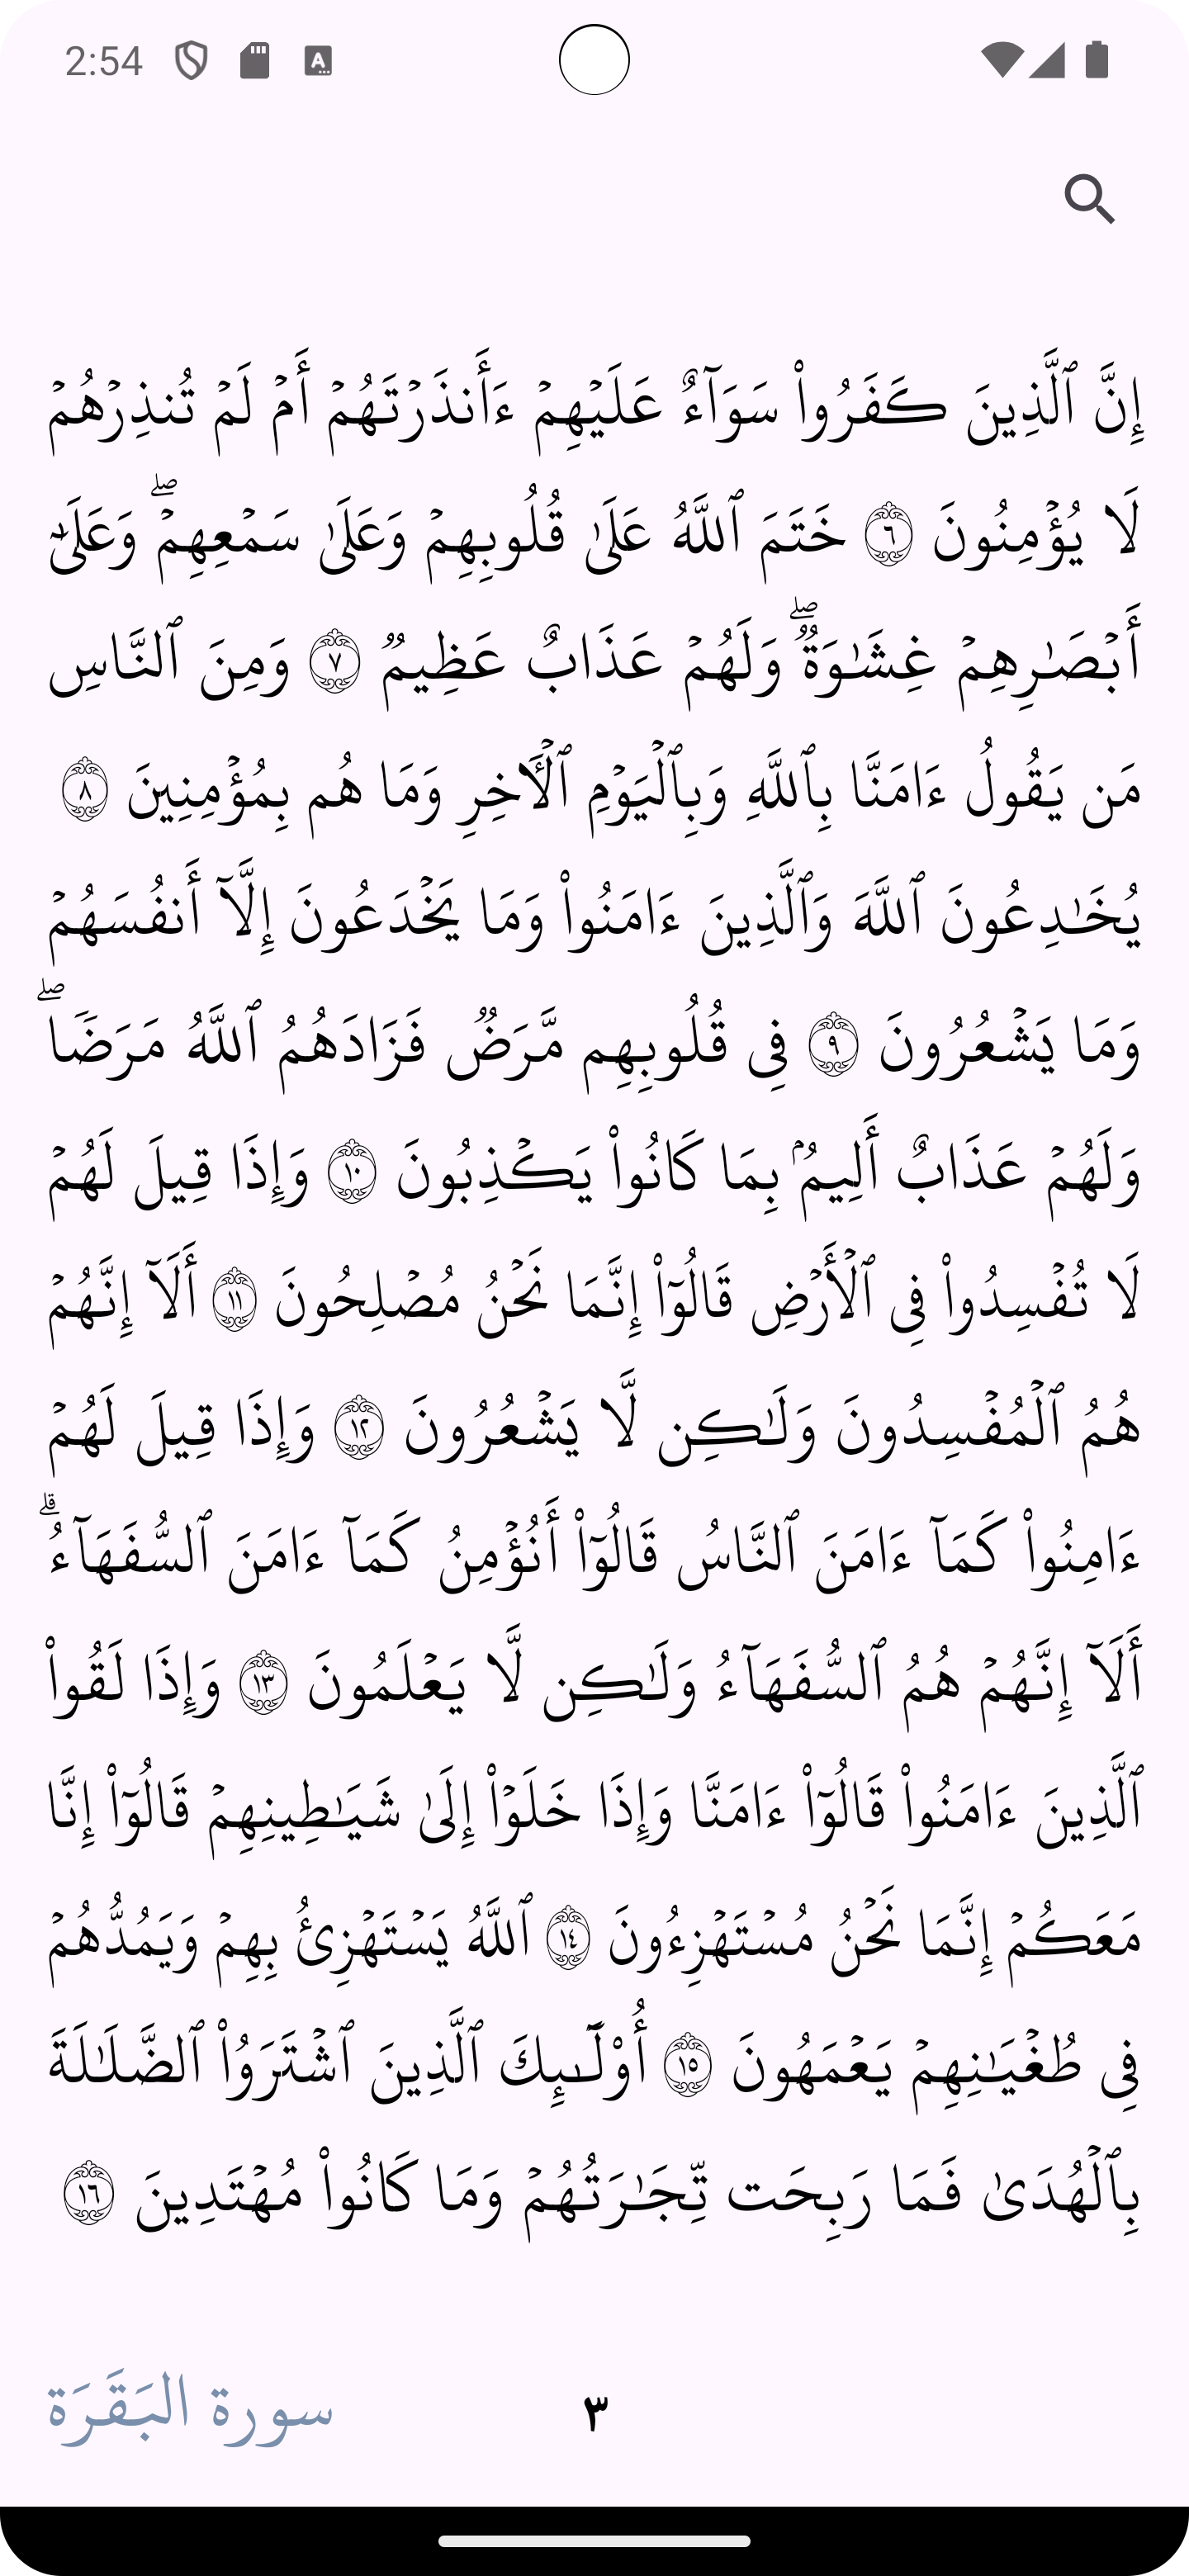 2:54
إِنَّ ٱلَّذِينَ كَفَرُوا۟ سَوَآءٌ عَلَيْهِمْ ءَأَنذَرْتَهُمْ أَمْ لَمْ تُنذِرْهُمْ
لَا يُؤْمِنُونَ ٦ خَتَمَ ٱللَّهُ عَلَىٰ قُلُوبِهِمْ وَعَلَىٰ سَمْعِهِمْ ۖ وَعَلَىٰٓ
أَبْصَـٰرِهِمْ غِشَـٰوَةٌ ۖ وَلَهُمْ عَذَابٌ عَظِيمٌ ٧ وَمِنَ ٱلنَّاسِ
مَن يَقُولُ ءَامَنَّا بِٱللَّهِ وَبِٱلْيَوْمِ ٱلْـَٔاخِرِ وَمَا هُم بِمُؤْمِنِينَ ٨
يُخَـٰدِعُونَ ٱللَّهَ وَٱلَّذِينَ ءَامَنُوا۟ وَمَا يَخْدَعُونَ إِلَّآ أَنفُسَهُمْ
وَمَا يَشْعُرُونَ ٩ فِى قُلُوبِهِم مَّرَضٌ فَزَادَهُمُ ٱللَّهُ مَرَضًا ۖ
وَلَهُمْ عَذَابٌ أَلِيمٌۢ بِمَا كَانُوا۟ يَكْذِبُونَ ١٠ وَإِذَا قِيلَ لَهُمْ
لَا تُفْسِدُوا۟ فِى ٱلْأَرْضِ قَالُوٓا۟ إِنَّمَا نَحْنُ مُصْلِحُونَ ١١ أَلَآ إِنَّهُمْ
هُمُ ٱلْمُفْسِدُونَ وَلَـٰكِن لَّا يَشْعُرُونَ ١٢ وَإِذَا قِيلَ لَهُمْ
ءَامِنُوا۟ كَمَآ ءَامَنَ ٱلنَّاسُ قَالُوٓا۟ أَنُؤْمِنُ كَمَآ ءَامَنَ ٱلسُّفَهَآءُ ۗ
أَلَآ إِنَّهُمْ هُمُ ٱلسُّفَهَآءُ وَلَـٰكِن لَّا يَعْلَمُونَ ١٣ وَإِذَا لَقُوا۟
ٱلَّذِينَ ءَامَنُوا۟ قَالُوٓا۟ ءَامَنَّا وَإِذَا خَلَوْا۟ إِلَىٰ شَيَـٰطِينِهِمْ قَالُوٓا۟ إِنَّا
مَعَكُمْ إِنَّمَا نَحْنُ مُسْتَهْزِءُونَ ١٤ ٱللَّهُ يَسْتَهْزِئُ بِهِمْ وَيَمُدُّهُمْ
فِى طُغْيَـٰنِهِمْ يَعْمَهُونَ ١٥ أُو۟لَـٰٓئِكَ ٱلَّذِينَ ٱشْتَرَوُا۟ ٱلضَّلَـٰلَةَ
بِٱلْهُدَىٰ فَمَا رَبِحَت تِّجَـٰرَتُهُمْ وَمَا كَانُوا۟ مُهْتَدِينَ ١٦
٣
سورة البَقَرَة